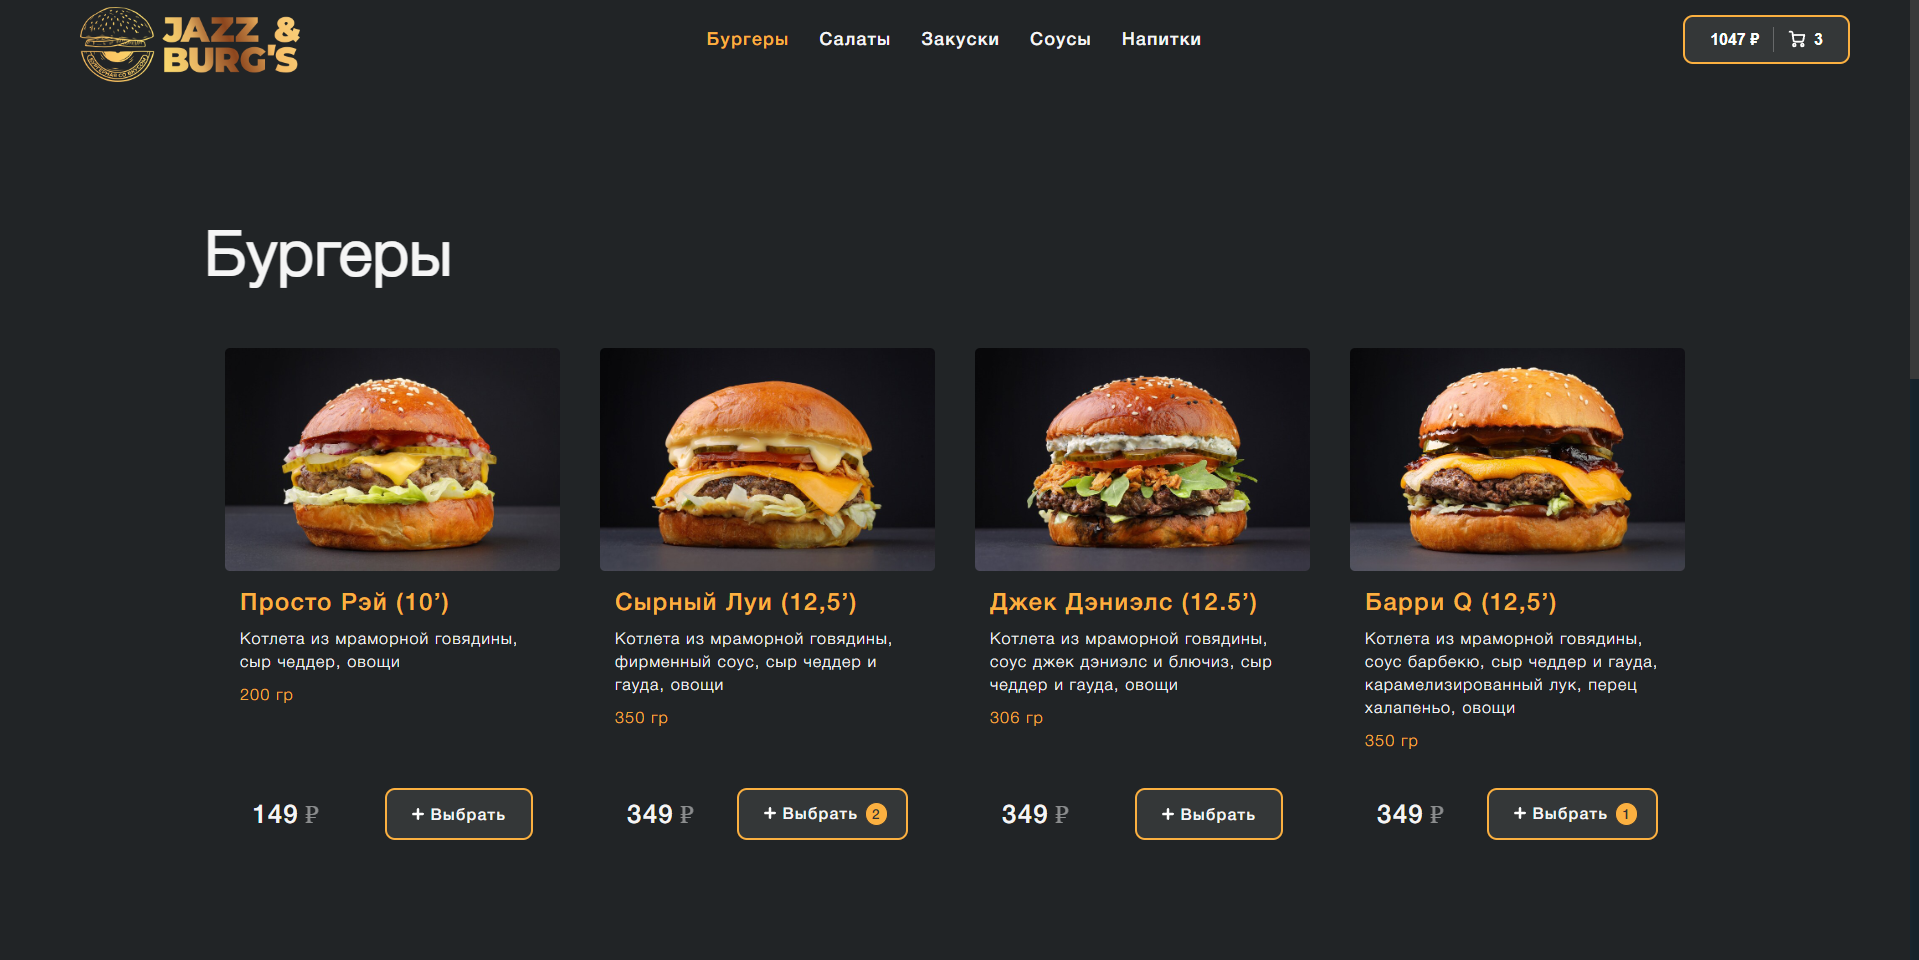 JAZZ &
BURG'S
БУРГЕРНАЯ СО ВКУСОМ
Бургеры Салаты Закуски Соусы Напитки
1047 ₽ 3
Бургеры
Просто Рэй (10’)
Котлета из мраморной говядины,
сыр чеддер, овощи
200 гр
149 ₽
+ Выбрать
Сырный Луи (12,5’)
Котлета из мраморной говядины,
фирменный соус, сыр чеддер и
гауда, овощи
350 гр
349 ₽
+ Выбрать 2
Джек Дэниэлс (12.5’)
Котлета из мраморной говядины,
соус джек дэниэлс и блючиз, сыр
чеддер и гауда, овощи
306 гр
349 ₽
+ Выбрать
Барри Q (12,5’)
Котлета из мраморной говядины,
соус барбекю, сыр чеддер и гауда,
карамелизированный лук, перец
халапеньо, овощи
350 гр
349 ₽
+ Выбрать 1